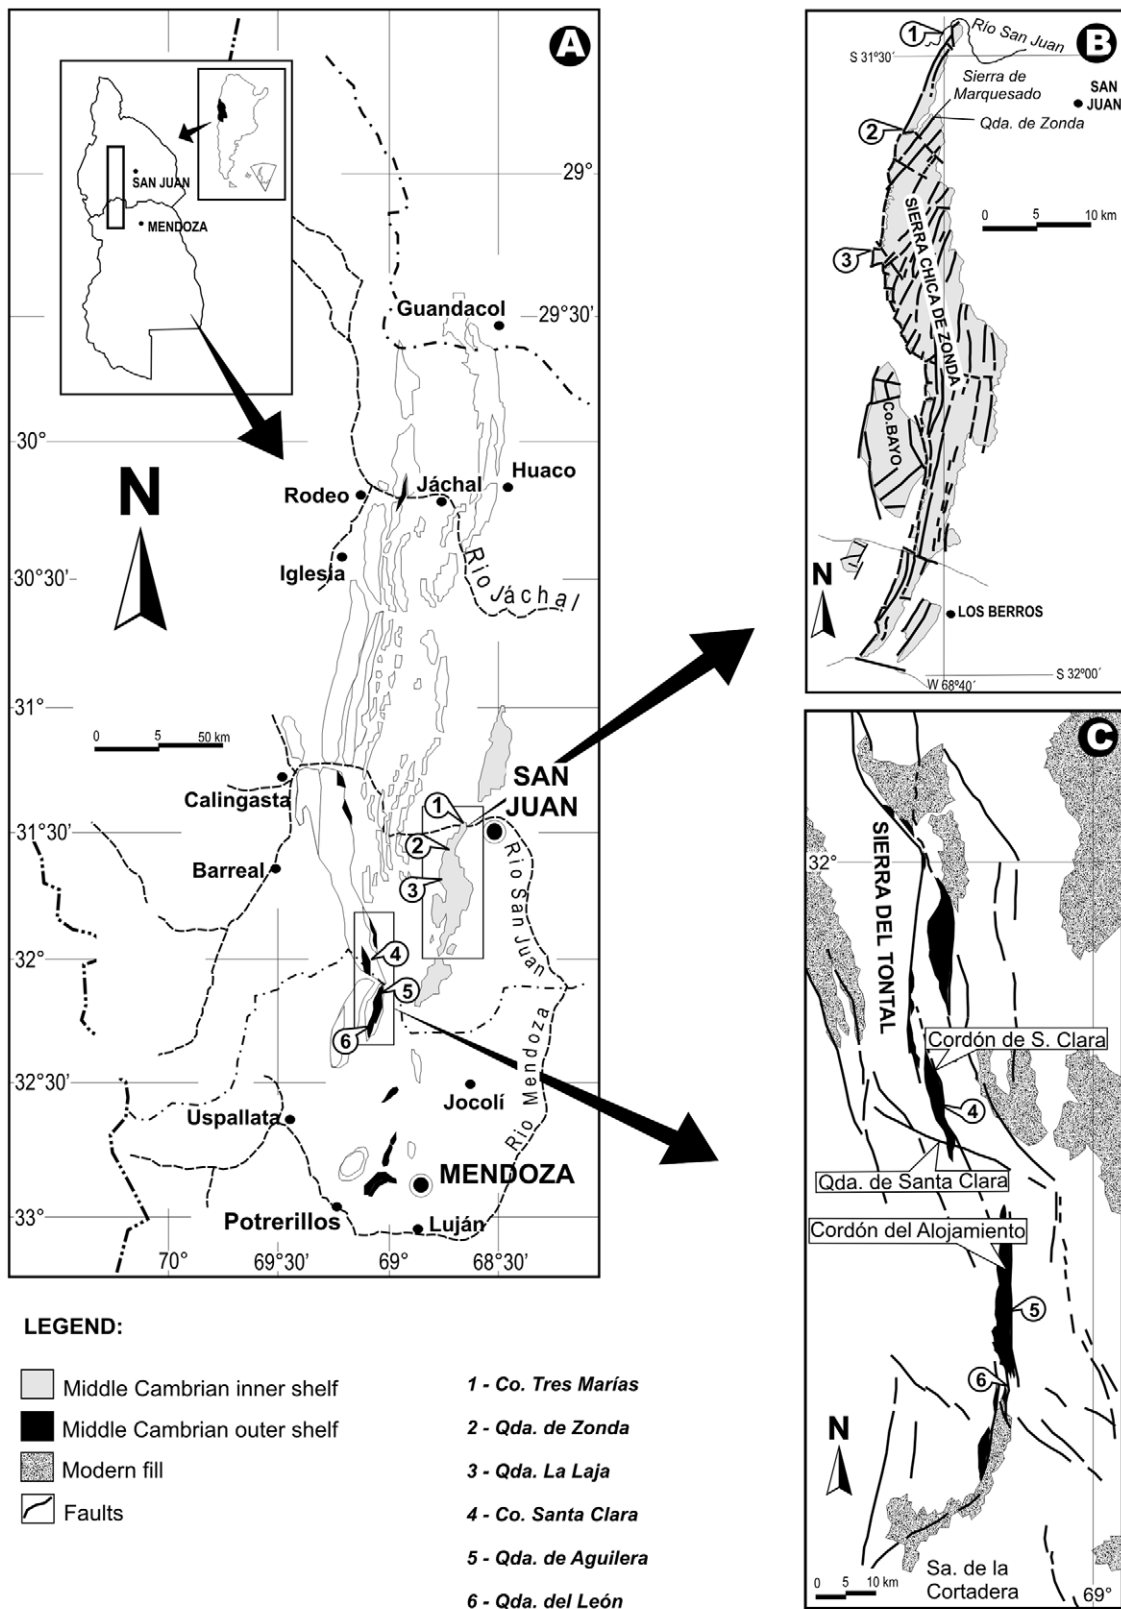 A
SAN JUAN
MENDOZA
29°
Guandacol
29°30'
30°
N
Rodeo
Jáchal
Huaco
Iglesia
Río Jáchal
30°30'
31°
0 5 50 km
SAN
JUAN
Calingasta
1
31°30'
2
Barreal
3
Río San Juan
32°
4
5
6
Río Mendoza
32°30'
Jocolí
Uspallata
MENDOZA
Potrerillos
33°
Luján
70°
69°30'
69°
68°30'
B
1
Río San Juan
S 31°30´
Sierra de
Marquesado
SAN
JUAN
Qda. de Zonda
2
0 5 10 km
SIERRA CHICA DE ZONDA
3
Co.BAYO
N
LOS BERROS
S 32°00´
W 68°40´
C
32°
SIERRA DEL TONTAL
Cordón de S. Clara
4
Qda. de Santa Clara
Cordón del Alojamiento
5
6
N
0 5 10 km
Sa. de la
Cortadera
69°
LEGEND:
Middle Cambrian inner shelf
Middle Cambrian outer shelf
Modern fill
Faults
1 - Co. Tres Marías
2 - Qda. de Zonda
3 - Qda. La Laja
4 - Co. Santa Clara
5 - Qda. de Aguilera
6 - Qda. del León